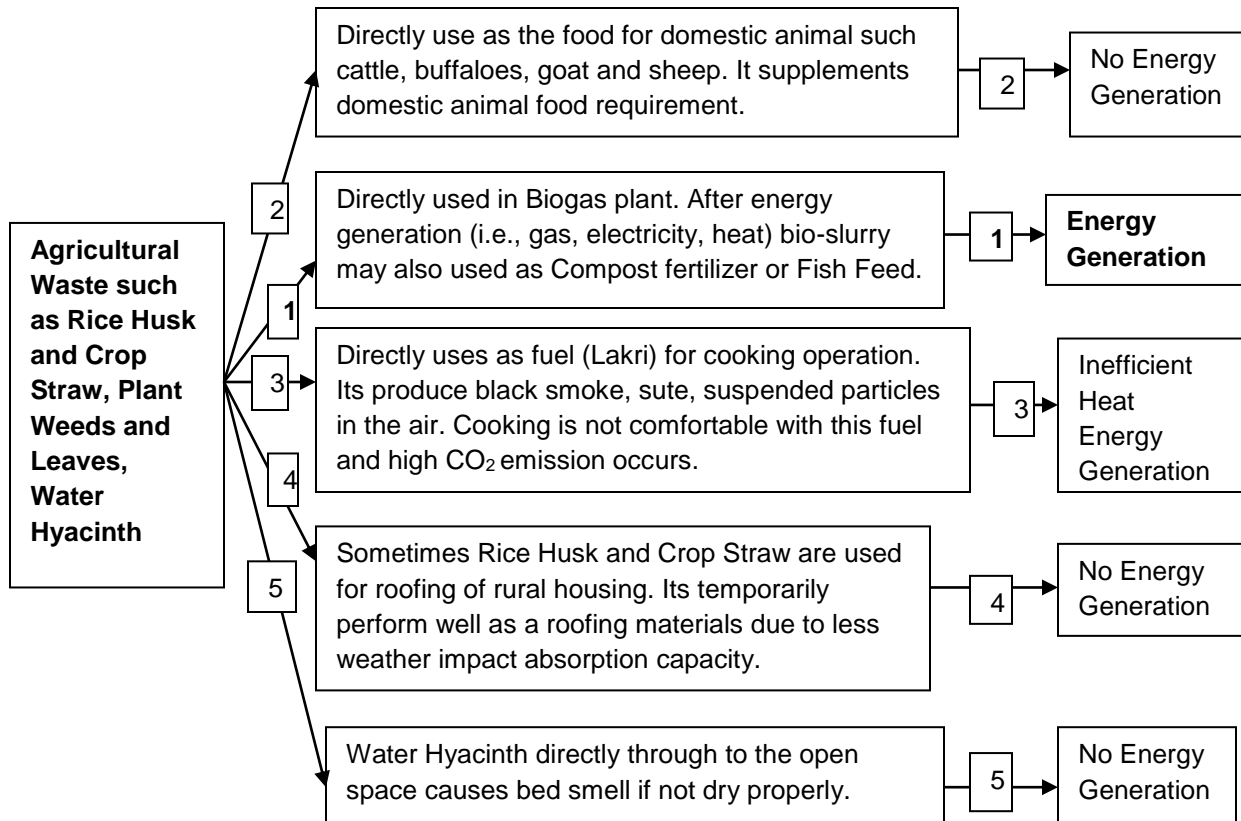 Agricultural
Waste such
as Rice Husk
and Crop
Straw, Plant
Weeds and
Leaves,
Water
Hyacinth
2
Directly use as the food for domestic animal such
cattle, buffaloes, goat and sheep. It supplements
domestic animal food requirement.
2
No Energy
Generation
1
Directly used in Biogas plant. After energy
generation (i.e., gas, electricity, heat) bio-slurry
may also used as Compost fertilizer or Fish Feed.
1
Energy
Generation
3
Directly uses as fuel (Lakri) for cooking operation.
Its produce black smoke, sute, suspended particles
in the air. Cooking is not comfortable with this fuel
and high CO₂ emission occurs.
3
Inefficient
Heat
Energy
Generation
4
Sometimes Rice Husk and Crop Straw are used
for roofing of rural housing. Its temporarily
perform well as a roofing materials due to less
weather impact absorption capacity.
4
No Energy
Generation
5
Water Hyacinth directly through to the open
space causes bed smell if not dry properly.
5
No Energy
Generation